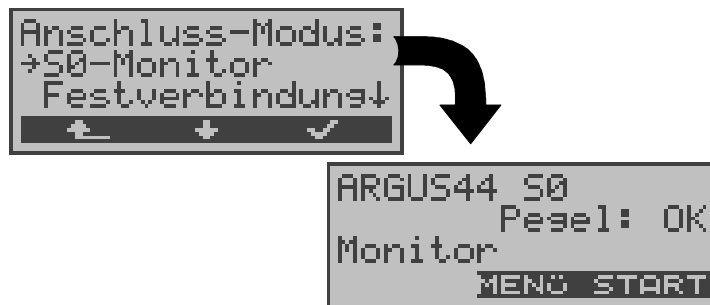 Anschluss-Modus:
→S0-Monitor
Festverbindung↓
ARGUS44 S0
Pegel: OK
Monitor
MENÜ START